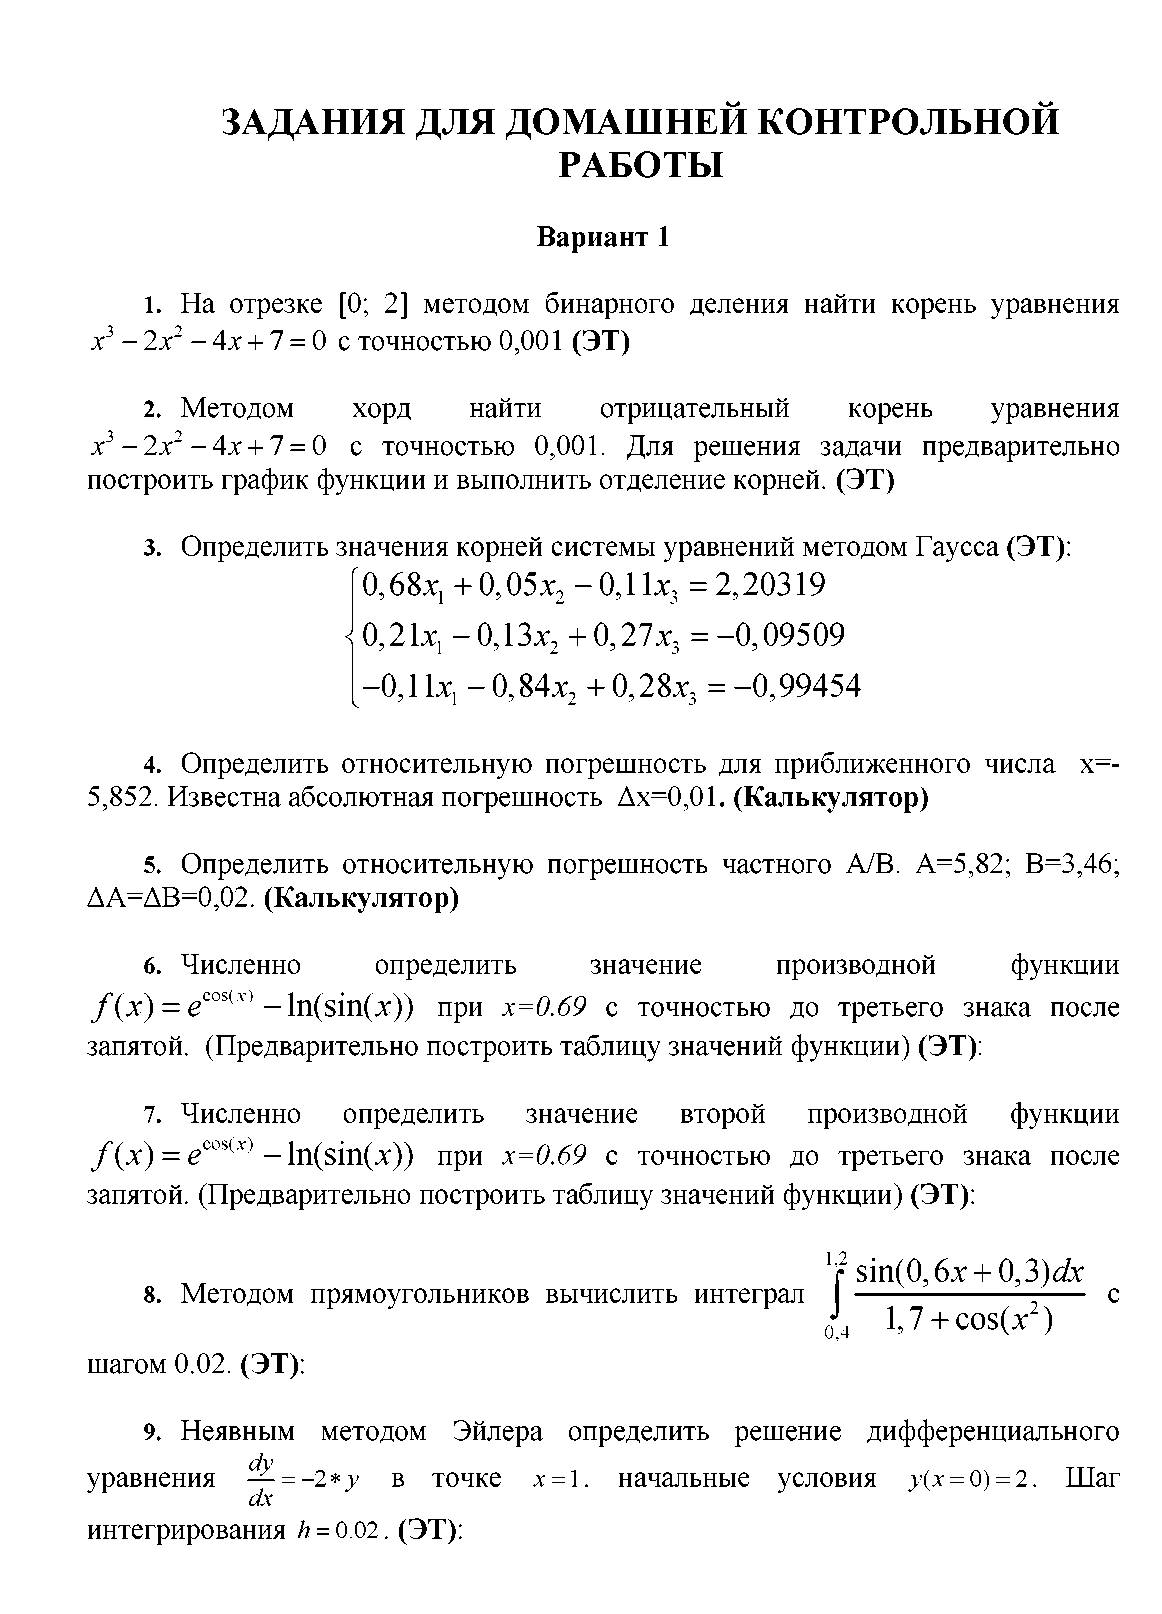 ЗАДАНИЯ ДЛЯ ДОМАШНЕЙ КОНТРОЛЬНОЙ
РАБОТЫ
Вариант 1
1. На отрезке [0; 2] методом бинарного деления найти корень уравнения
x³ − 2x² − 4x + 7 = 0 с точностью 0,001 (ЭТ)
2. Методом хорд найти отрицательный корень уравнения
x³ − 2x² − 4x + 7 = 0 с точностью 0,001. Для решения задачи предварительно
построить график функции и выполнить отделение корней. (ЭТ)
3. Определить значения корней системы уравнений методом Гаусса (ЭТ):
0,68x₁ + 0,05x₂ − 0,11x₃ = 2,20319
0,21x₁ − 0,13x₂ + 0,27x₃ = −0,09509
−0,11x₁ − 0,84x₂ + 0,28x₃ = −0,99454
4. Определить относительную погрешность для приближенного числа х=-
5,852. Известна абсолютная погрешность Δx=0,01. (Калькулятор)
5. Определить относительную погрешность частного A/B. A=5,82; B=3,46;
ΔA=ΔB=0,02. (Калькулятор)
6. Численно определить значение производной функции
f(x) = e^cos(x) − ln(sin(x)) при x=0.69 с точностью до третьего знака после
запятой. (Предварительно построить таблицу значений функции) (ЭТ):
7. Численно определить значение второй производной функции
f(x) = e^cos(x) − ln(sin(x)) при x=0.69 с точностью до третьего знака после
запятой. (Предварительно построить таблицу значений функции) (ЭТ):
8. Методом прямоугольников вычислить интеграл ∫_{0,4}^{1,2} sin(0,6x + 0,3)dx / (1,7 + cos(x²)) с
шагом 0.02. (ЭТ):
9. Неявным методом Эйлера определить решение дифференциального
уравнения dy/dx = −2*y в точке x = 1. начальные условия y(x = 0) = 2. Шаг
интегрирования h = 0.02. (ЭТ):